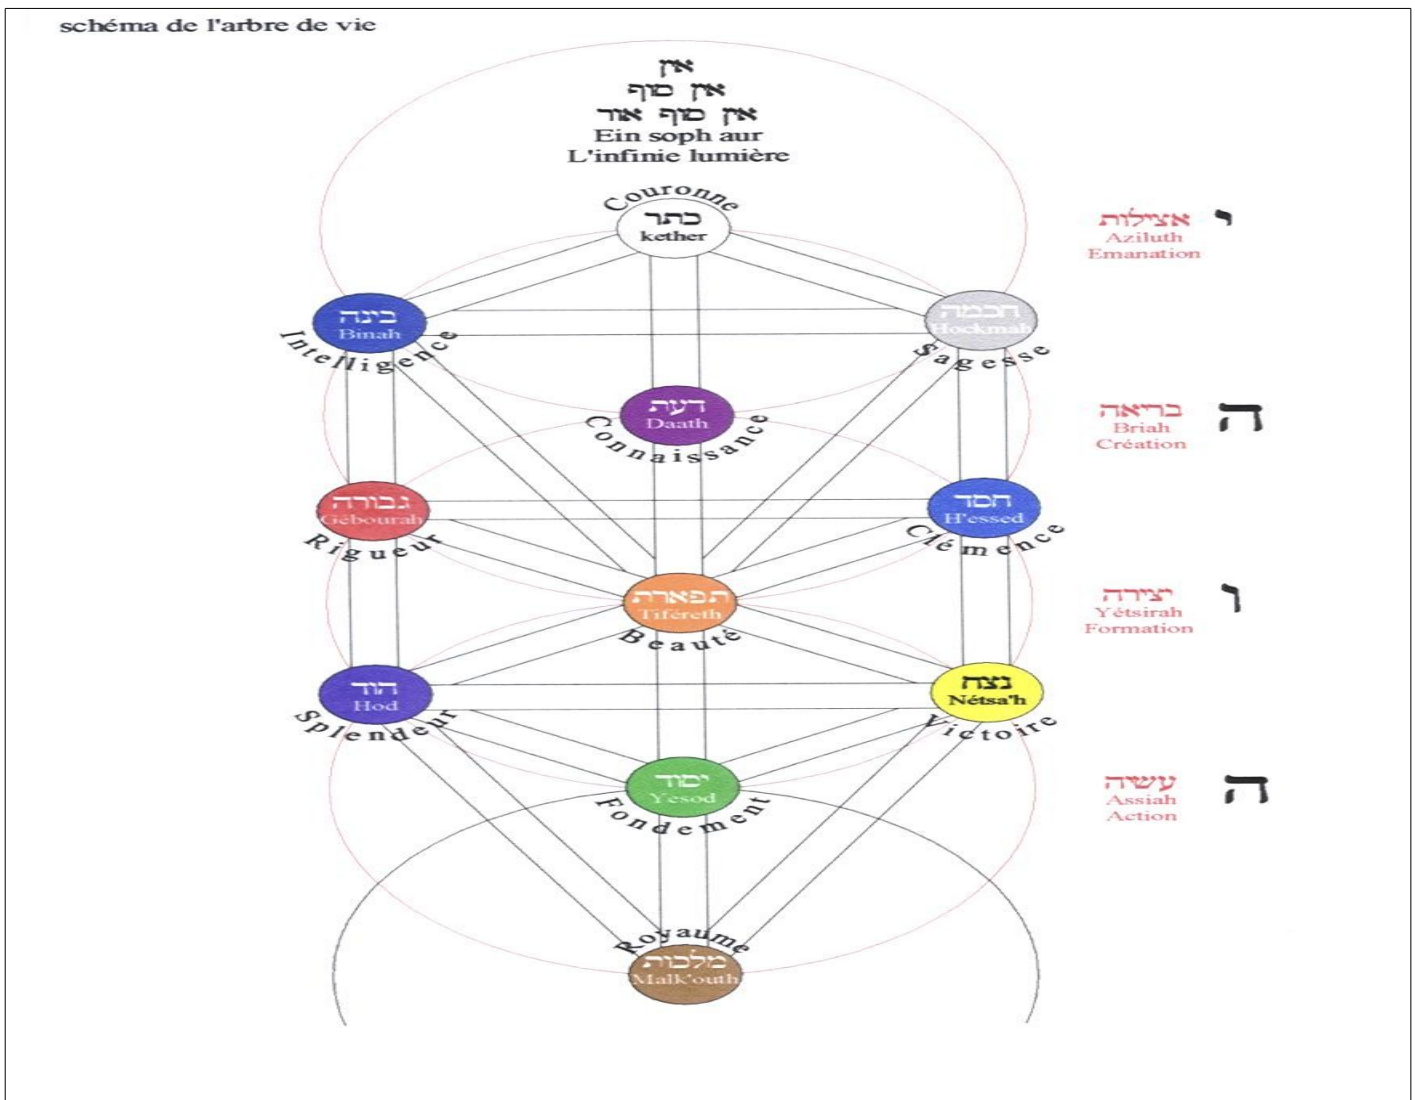 schéma de l'arbre de vie
אין
אין סוף
אין סוף אור
Ein soph aur
L'infinie lumière
Couronne
כתר
kether
אצילות י
Aziluth
Emanation
בינה
Binah
Intelligence
חכמה
Hockmah
Sagesse
דעת
Daath
Connaissance
בריאה ה
Briah
Création
גבורה
Gébourah
Rigueur
חסד
H'essed
Clémence
תפארת
Tiféreth
Beauté
יצירה ו
Yétsirah
Formation
הוד
Hod
Splendeur
נצח
Nétsa'h
Victoire
יסוד
Yesod
Fondement
עשיה ה
Assiah
Action
Royaume
מלכות
Malk'outh